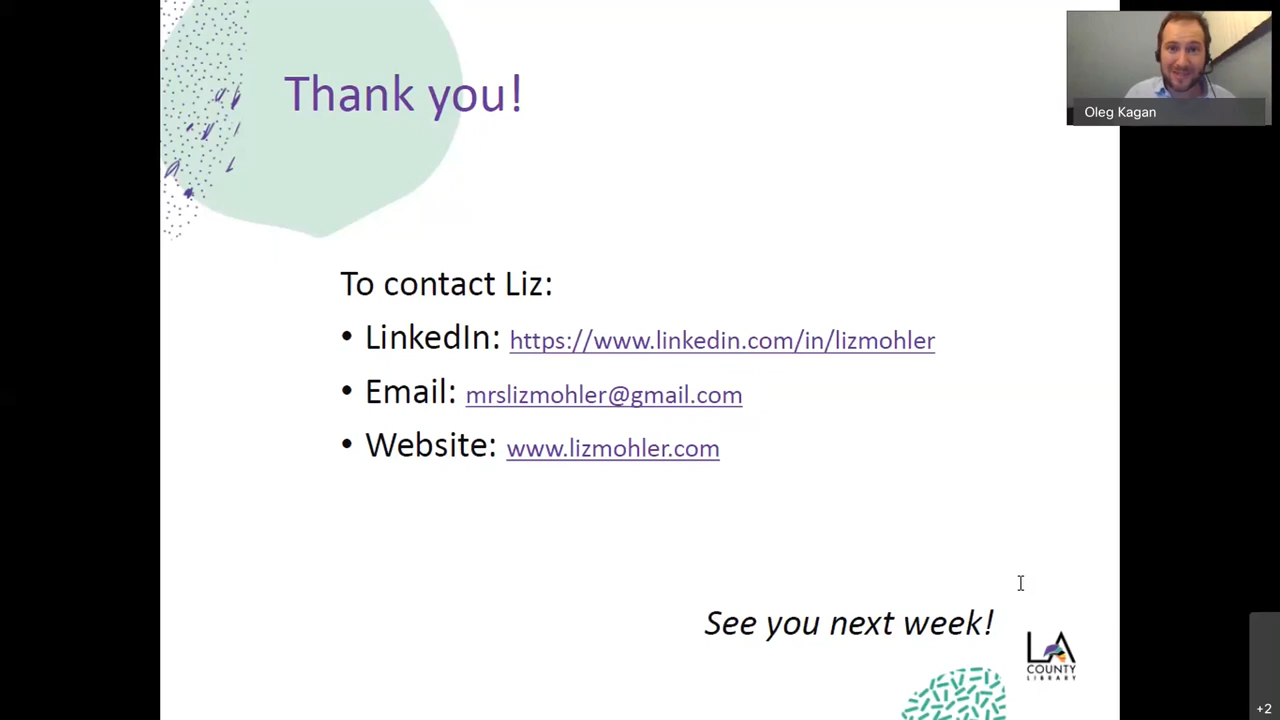 Thank you!
Oleg Kagan
To contact Liz:
• LinkedIn: https://www.linkedin.com/in/lizmohler
• Email: mrslizmohler@gmail.com
• Website: www.lizmohler.com
See you next week!
LA
COUNTY
LIBRARY
+2